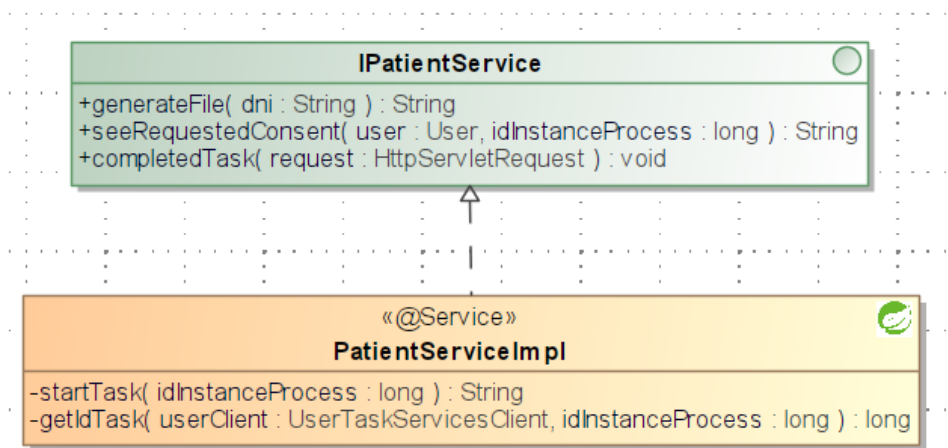 IPatientService
+generateFile( dni : String ) : String
+seeRequestedConsent( user : User, idInstanceProcess : long ) : String
+completedTask( request : HttpServletRequest ) : void
«@Service»
PatientServiceImpl
-startTask( idInstanceProcess : long ) : String
-getIdTask( userClient : UserTaskServicesClient, idInstanceProcess : long ) : long